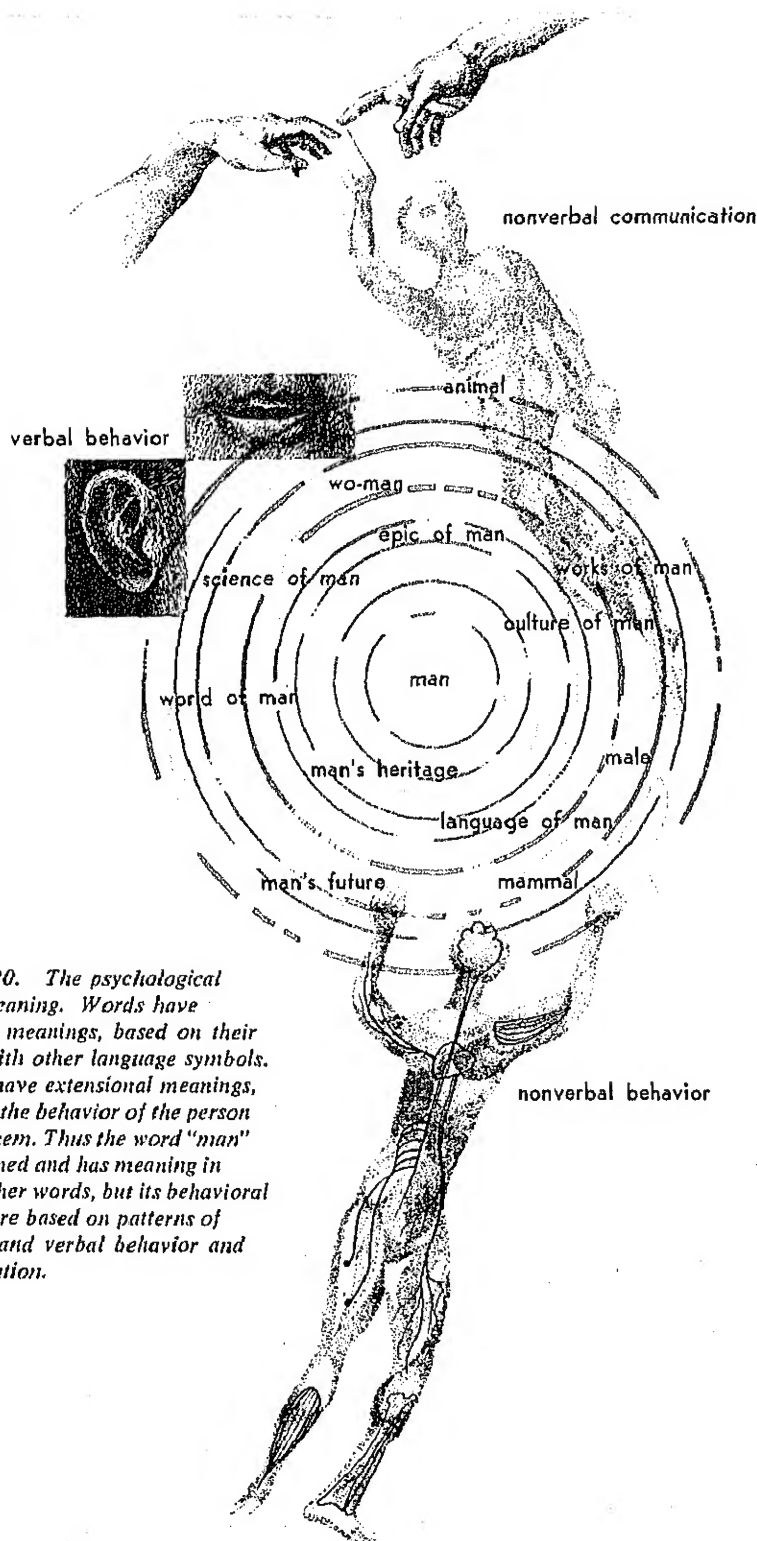 nonverbal communication
animal
verbal behavior
wo-man
epic of man
science of man
works of man
culture of man
man
world of man
male
man's heritage
language of man
man's future
mammal
20. The psychological
eaning. Words have
meanings, based on their
ith other language symbols.
have extensional meanings,
the behavior of the person
em. Thus the word "man"
ned and has meaning in
her words, but its behavioral
re based on patterns of
and verbal behavior and
ation.
nonverbal behavior